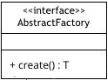 <<interface>>
AbstractFactory
+ create() : T